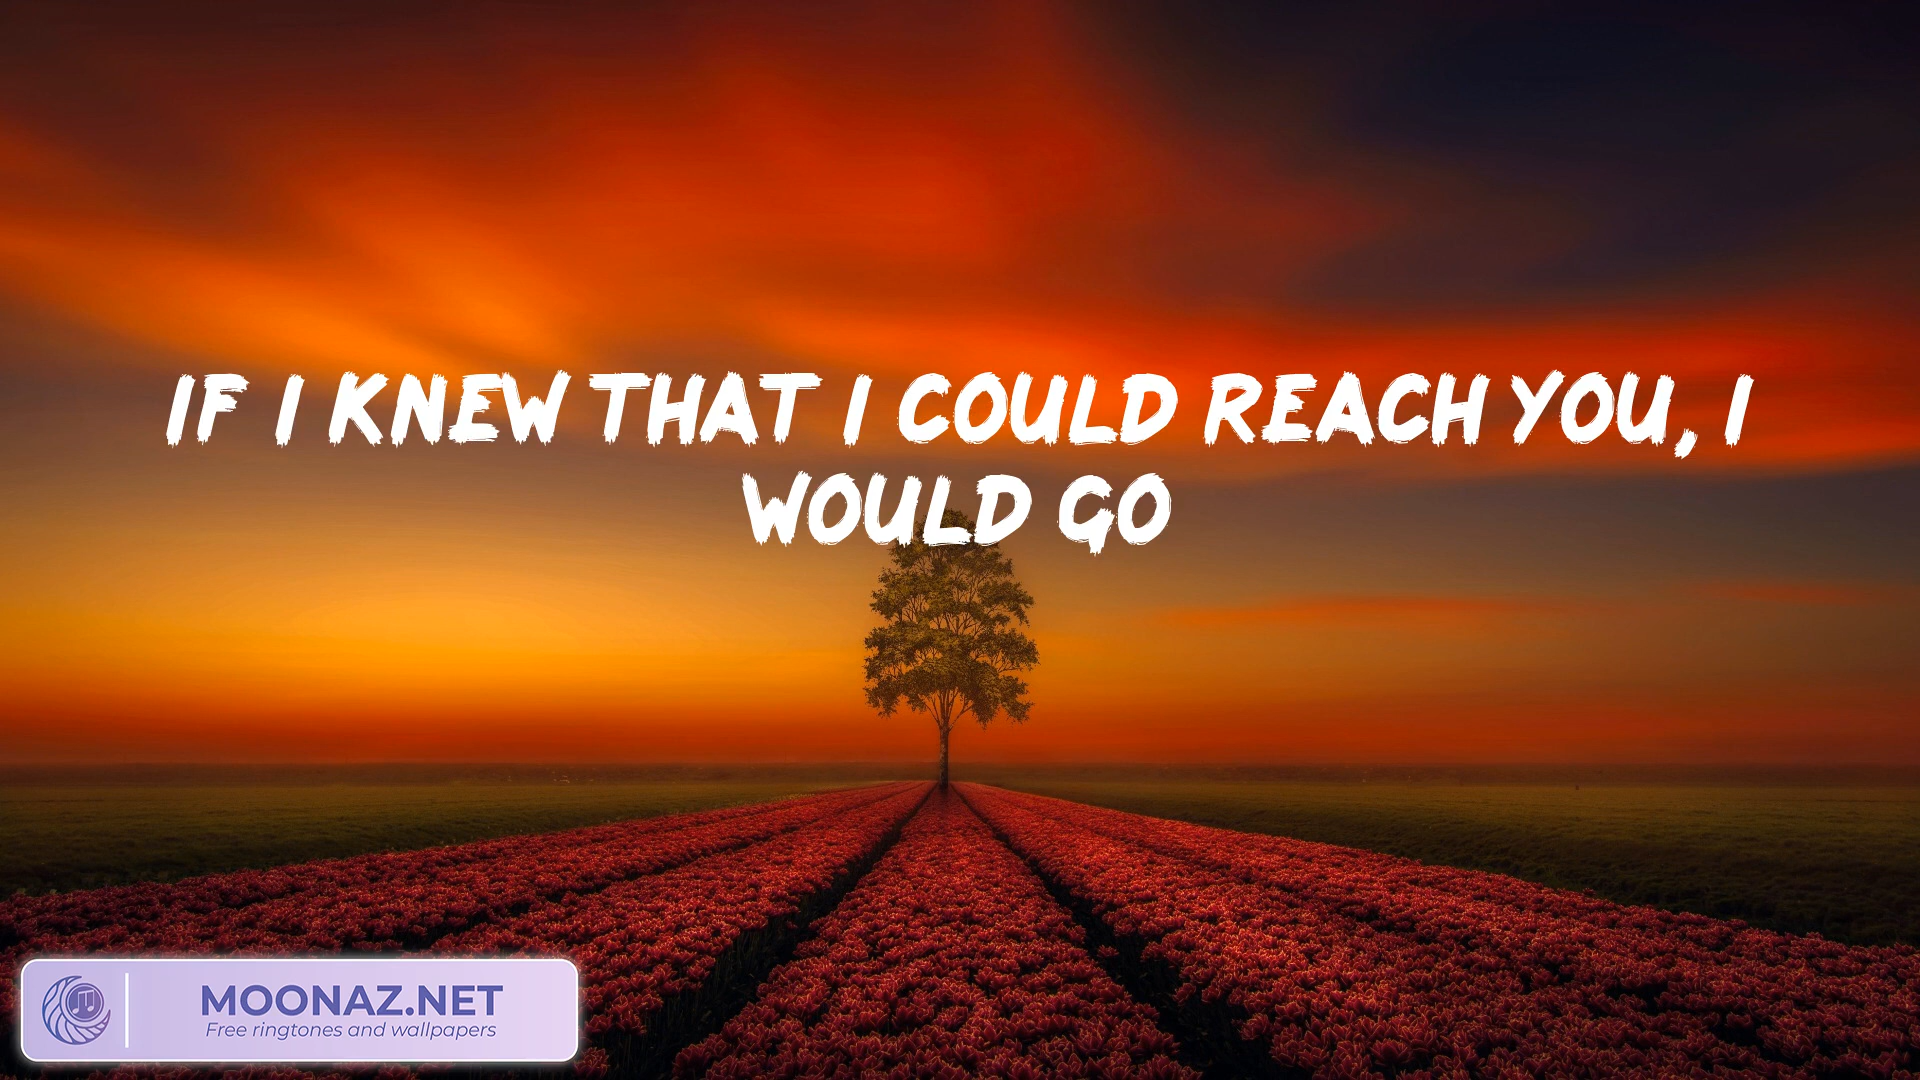 IF I KNEW THAT I COULD REACH YOU, I
WOULD GO
MOONAZ.NET
Free ringtones and wallpapers